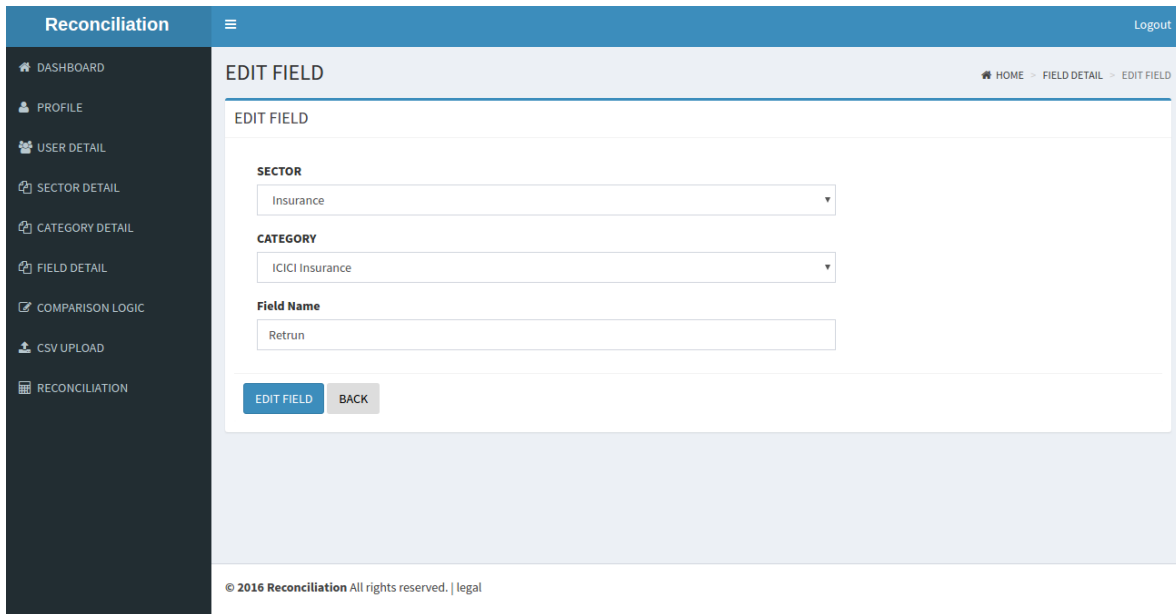 Reconciliation
Logout
DASHBOARD
PROFILE
USER DETAIL
SECTOR DETAIL
CATEGORY DETAIL
FIELD DETAIL
COMPARISON LOGIC
CSV UPLOAD
RECONCILIATION
EDIT FIELD
HOME > FIELD DETAIL > EDIT FIELD
EDIT FIELD
SECTOR
Insurance
CATEGORY
ICICI Insurance
Field Name
Retrun
EDIT FIELD BACK
© 2016 Reconciliation All rights reserved. | legal